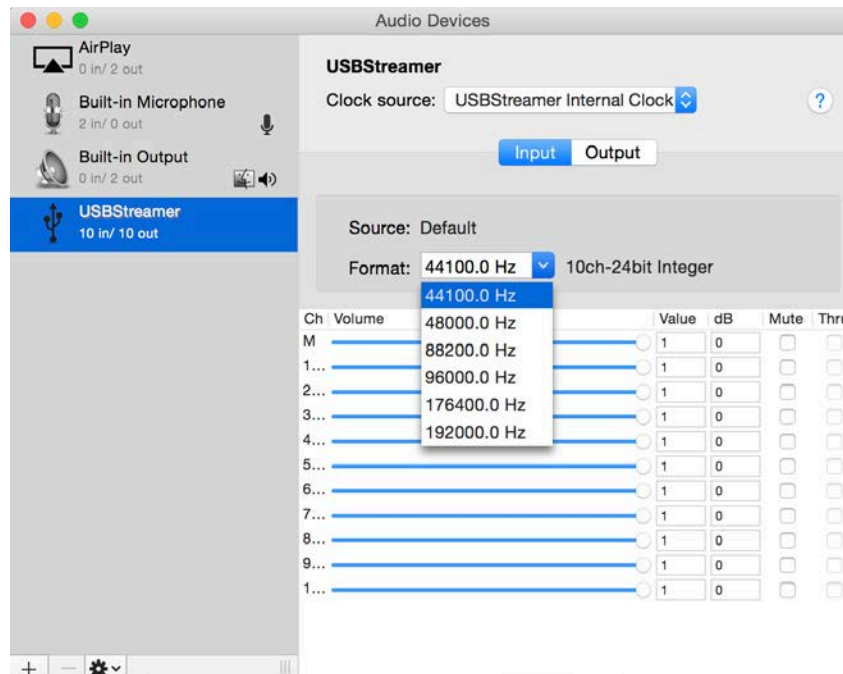 Audio Devices
AirPlay
0 in/ 2 out
Built-in Microphone
2 in/ 0 out
Built-in Output
0 in/ 2 out
USBStreamer
10 in/ 10 out
USBStreamer
Clock source: USBStreamer Internal Clock ?
Input Output
Source: Default
Format: 44100.0 Hz 10ch-24bit Integer
44100.0 Hz
48000.0 Hz
88200.0 Hz
96000.0 Hz
176400.0 Hz
192000.0 Hz
Ch Volume Value dB Mute Thru
M 1 0
1... 1 0
2... 1 0
3... 1 0
4... 1 0
5... 1 0
6... 1 0
7... 1 0
8... 1 0
9... 1 0
1... 1 0